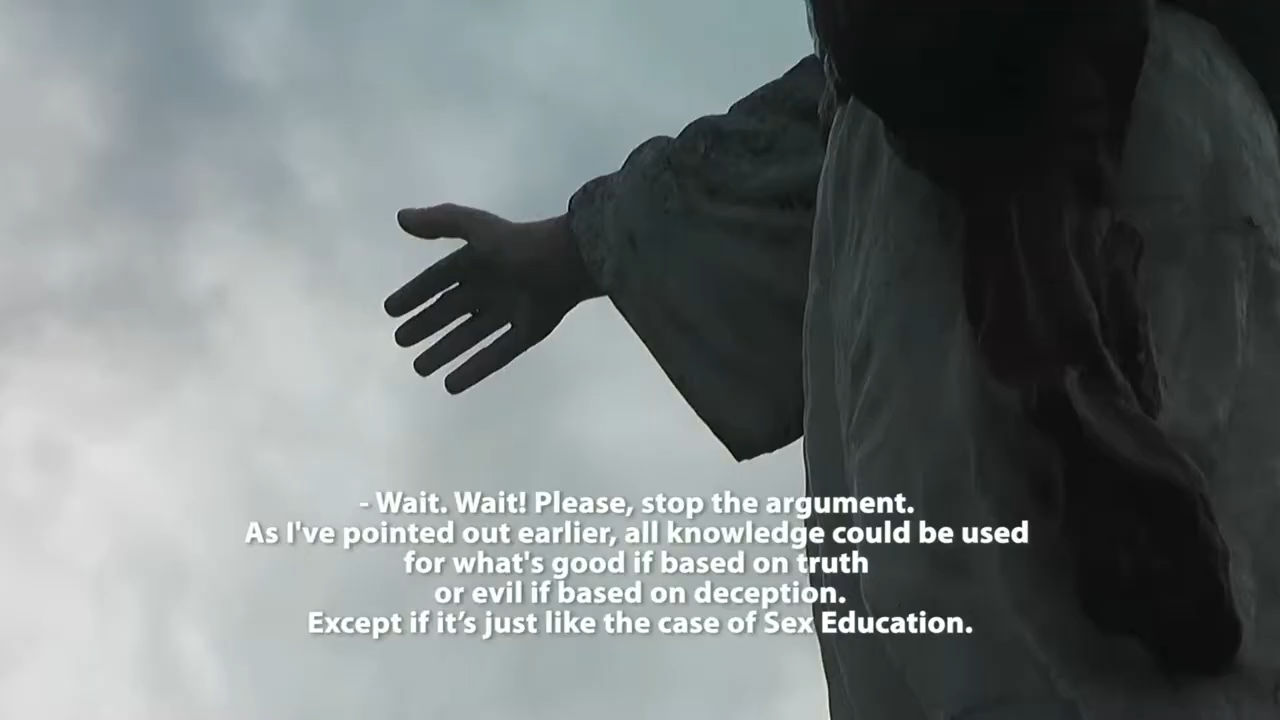 - Wait. Wait! Please, stop the argument.
As I've pointed out earlier, all knowledge could be used
for what's good if based on truth
or evil if based on deception.
Except if it’s just like the case of Sex Education.